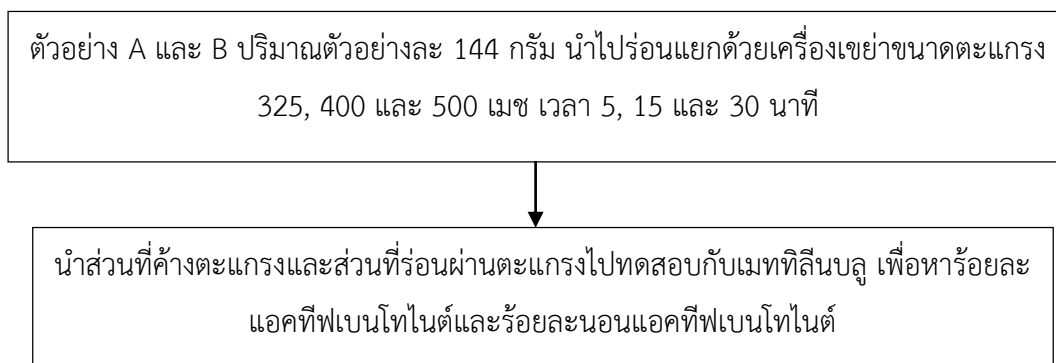 ตัวอย่าง A และ B ปริมาณตัวอย่างละ 144 กรัม นำไปร่อนแยกด้วยเครื่องเขย่าขนาดตะแกรง
325, 400 และ 500 เมช เวลา 5, 15 และ 30 นาที
นำส่วนที่ค้างตะแกรงและส่วนที่ร่อนผ่านตะแกรงไปทดสอบกับเมททิลีนบลู เพื่อหาร้อยละ
แอคทีฟเบนโทไนต์และร้อยละนอนแอคทีฟเบนโทไนต์